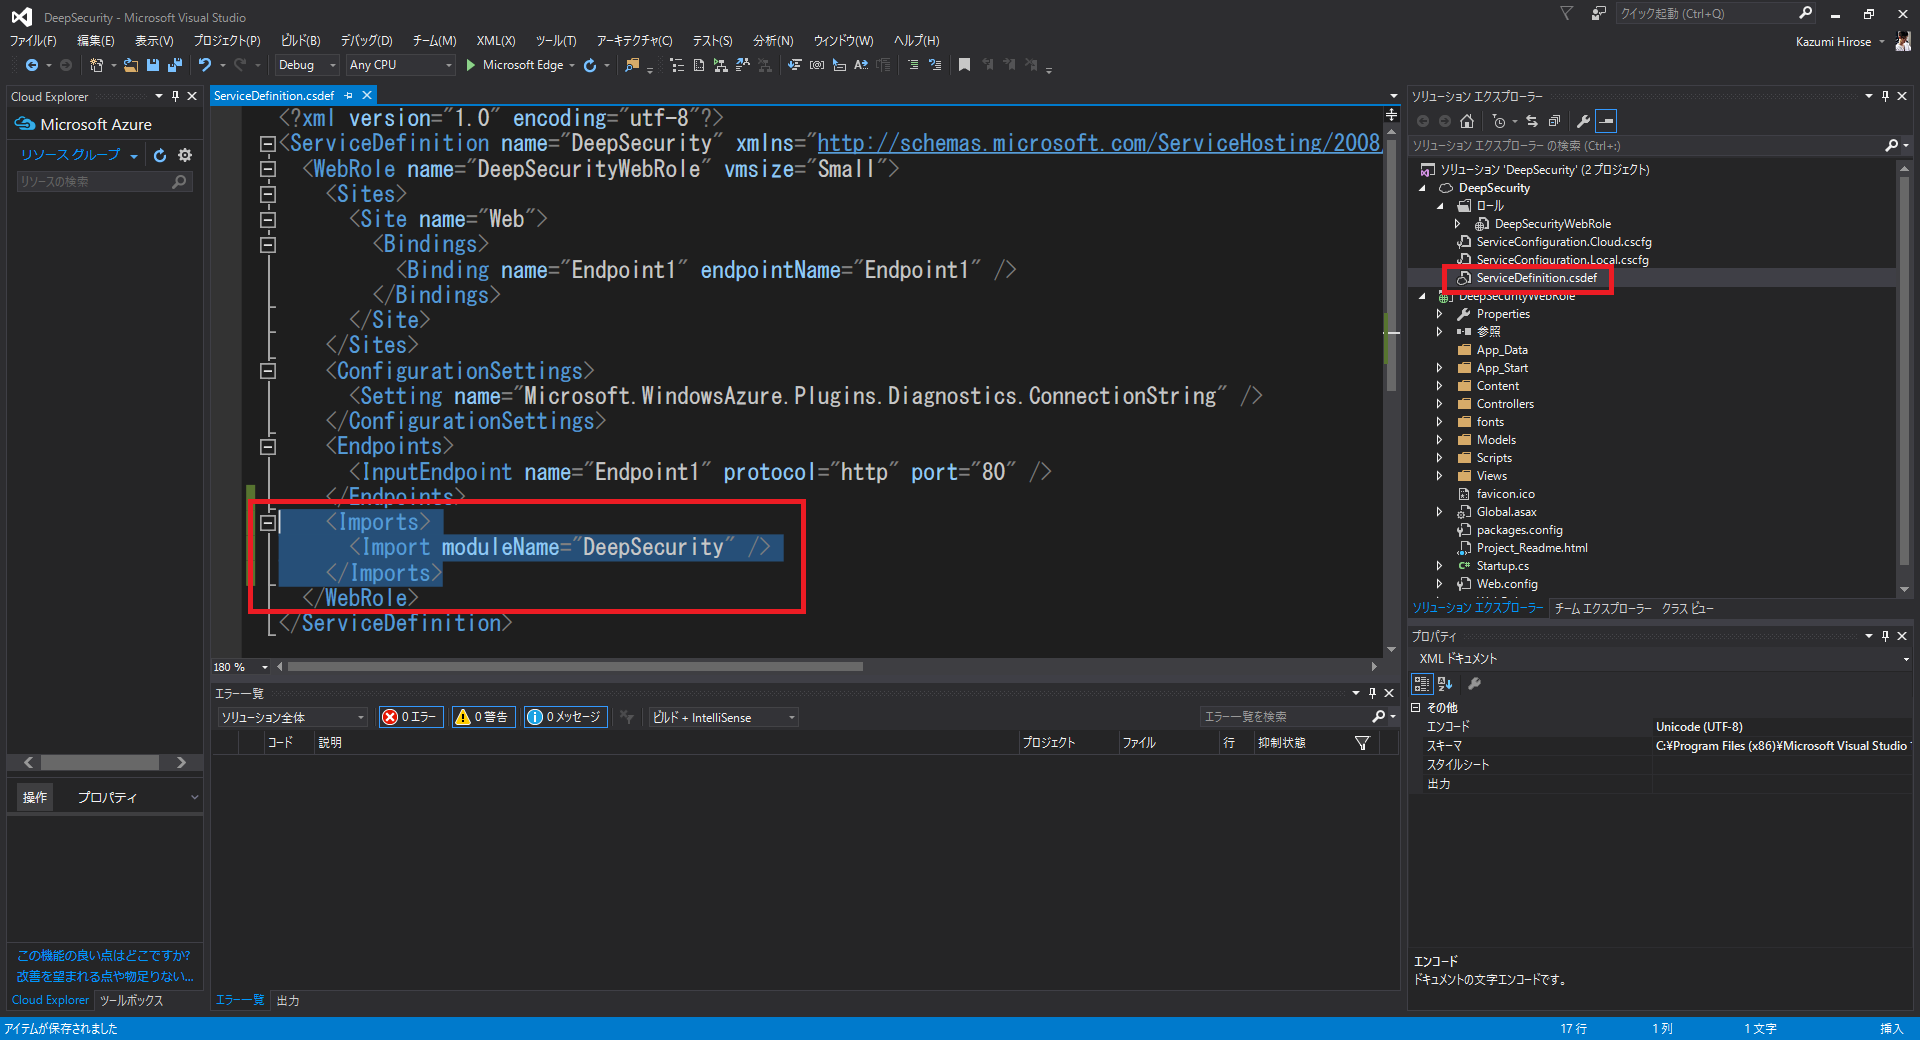 DeepSecurity - Microsoft Visual Studio
クイック起動 (Ctrl+Q)
ファイル(F) 編集(E) 表示(V) プロジェクト(P) ビルド(B) デバッグ(D) チーム(M) XML(X) ツール(T) アーキテクチャ(C) テスト(S) 分析(N) ウィンドウ(W) ヘルプ(H)
Kazumi Hirose
Debug Any CPU Microsoft Edge
Cloud Explorer
Microsoft Azure
リソース グループ
リソースの検索
操作 プロパティ
この機能の良い点はどこですか?
改善を望まれる点や物足りない...
Cloud Explorer ツールボックス
ServiceDefinition.csdef
<?xml version="1.0" encoding="utf-8"?>
<ServiceDefinition name="DeepSecurity" xmlns="http://schemas.microsoft.com/ServiceHosting/2008/
<WebRole name="DeepSecurityWebRole" vmsize="Small">
<Sites>
<Site name="Web">
<Bindings>
<Binding name="Endpoint1" endpointName="Endpoint1" />
</Bindings>
</Site>
</Sites>
<ConfigurationSettings>
<Setting name="Microsoft.WindowsAzure.Plugins.Diagnostics.ConnectionString" />
</ConfigurationSettings>
<Endpoints>
<InputEndpoint name="Endpoint1" protocol="http" port="80" />
</Endpoints>
<Imports>
<Import moduleName="DeepSecurity" />
</Imports>
</WebRole>
</ServiceDefinition>
180 %
エラー一覧
ソリューション全体 0 エラー 0 警告 0 メッセージ ビルド + IntelliSense エラー一覧を検索
コード 説明 プロジェクト ファイル 行 抑制状態
エラー一覧 出力
ソリューション エクスプローラー
ソリューション エクスプローラー の検索 (Ctrl+:)
ソリューション 'DeepSecurity' (2 プロジェクト)
DeepSecurity
ロール
DeepSecurityWebRole
ServiceConfiguration.Cloud.cscfg
ServiceConfiguration.Local.cscfg
ServiceDefinition.csdef
DeepSecurityWebRole
Properties
参照
App_Data
App_Start
Content
Controllers
fonts
Models
Scripts
Views
favicon.ico
Global.asax
packages.config
Project_Readme.html
Startup.cs
Web.config
ソリューション エクスプローラー チーム エクスプローラー クラス ビュー
プロパティ
XML ドキュメント
その他
エンコード Unicode (UTF-8)
スキーマ C:¥Program Files (x86)¥Microsoft Visual Studio
スタイルシート
出力
エンコード
ドキュメントの文字エンコードです。
アイテムが保存されました 17 行 1 列 1 文字 挿入